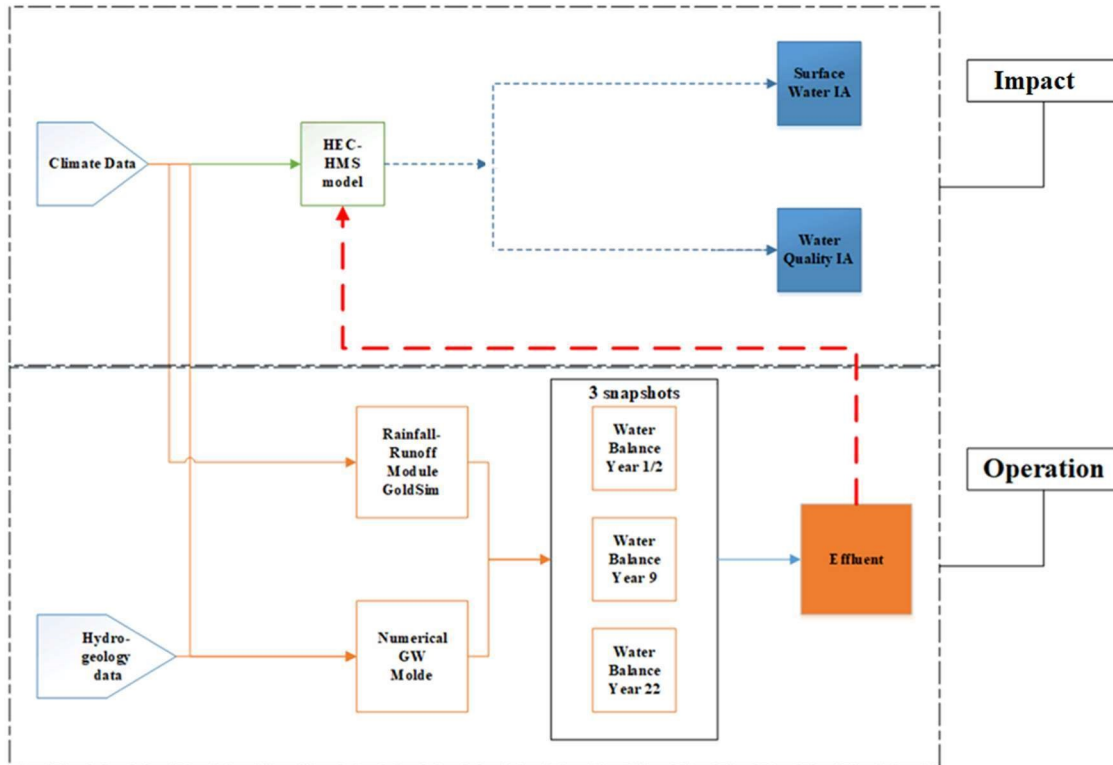 Surface
Water IA
Impact
Climate Data
HEC-
HMS
model
Water
Quality IA
3 snapshots
Rainfall-
Runoff
Module
GoldSim
Water
Balance
Year 1/2
Operation
Water
Balance
Year 9
Effluent
Hydro-
geology
data
Numerical
GW
Molde
Water
Balance
Year 22